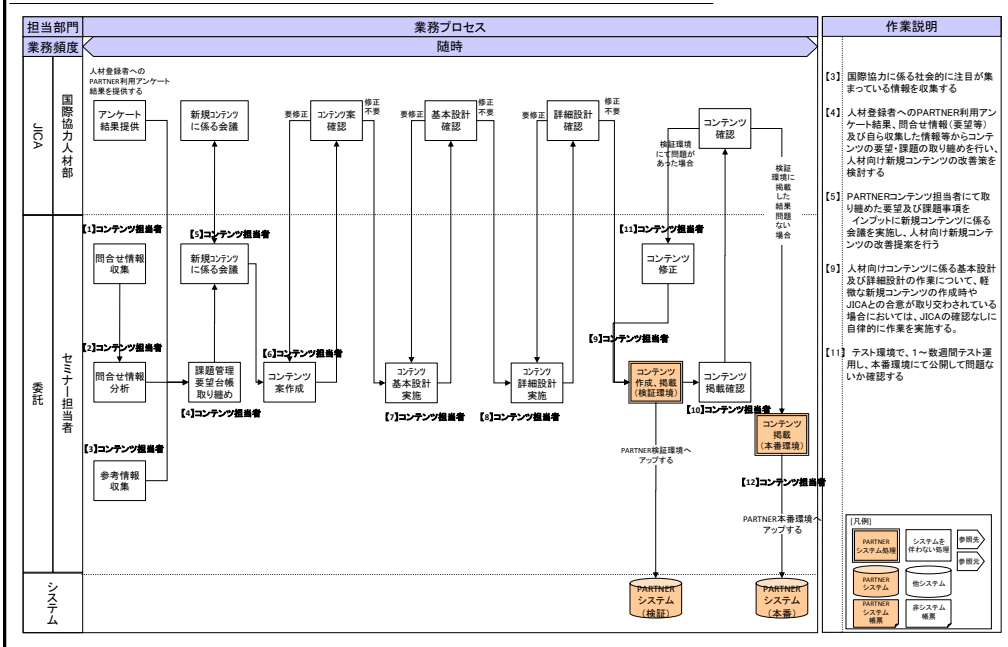 担当部門
業務プロセス
作業説明
業務頻度
随時
JICA
国際協力人材部
人材登録者への
PARTNER利用アンケート
結果を提供する
アンケート
結果提供
新規コンテンツ
に係る会議
要修正
コンテンツ案
確認
修正
不要
要修正
基本設計
確認
修正
不要
要修正
詳細設計
確認
修正
不要
コンテンツ
確認
検証環境
にて問題が
あった場合
検証
環境に
掲載
した
結果
問題
ない
場合
委託
セミナー担当者
【1】コンテンツ担当者
問合せ情報
収集
【5】コンテンツ担当者
新規コンテンツ
に係る会議
【11】コンテンツ担当者
コンテンツ
修正
【2】コンテンツ担当者
問合せ情報
分析
課題管理
要望台帳
取り纏め
【4】コンテンツ担当者
【6】コンテンツ担当者
コンテンツ
案作成
コンテンツ
基本設計
実施
【7】コンテンツ担当者
コンテンツ
詳細設計
実施
【8】コンテンツ担当者
【9】コンテンツ担当者
コンテンツ
作成、掲載
(検証環境)
コンテンツ
掲載確認
【10】コンテンツ担当者
コンテンツ
掲載
(本番環境)
【3】コンテンツ担当者
参考情報
収集
PARTNER検証環境へ
アップする
【12】コンテンツ担当者
PARTNER本番環境へ
アップする
システム
PARTNER
システム
(検証)
PARTNER
システム
(本番)
【3】 国際協力に係る社会的に注目が集
まっている情報を収集する
【4】 人材登録者へのPARTNER利用アン
ケート結果、問合せ情報(要望等)
及び自ら収集した情報等からコンテ
ンツの要望・課題の取り纏めを行い、
人材向け新規コンテンツの改善策を
検討する
【5】 PARTNERコンテンツ担当者にて取
り纏めた要望及び課題事項を
インプットに新規コンテンツに係る
会議を実施し、人材向け新規コンテ
ンツの改善提案を行う
【9】 人材向けコンテンツに係る基本設計
及び詳細設計の作業について、軽
微な新規コンテンツの作成時や
JICAとの合意が取り交わされている
場合においては、JICAの確認なしに
自律的に作業を実施する。
【11】 テスト環境で、1～数週間テスト運
用し、本番環境にて公開して問題な
いか確認する
[凡例]
PARTNER
システム処理
システムを
伴わない処理
参照先
参照元
PARTNER
システム
他システム
PARTNER
システム
帳票
非システム
帳票